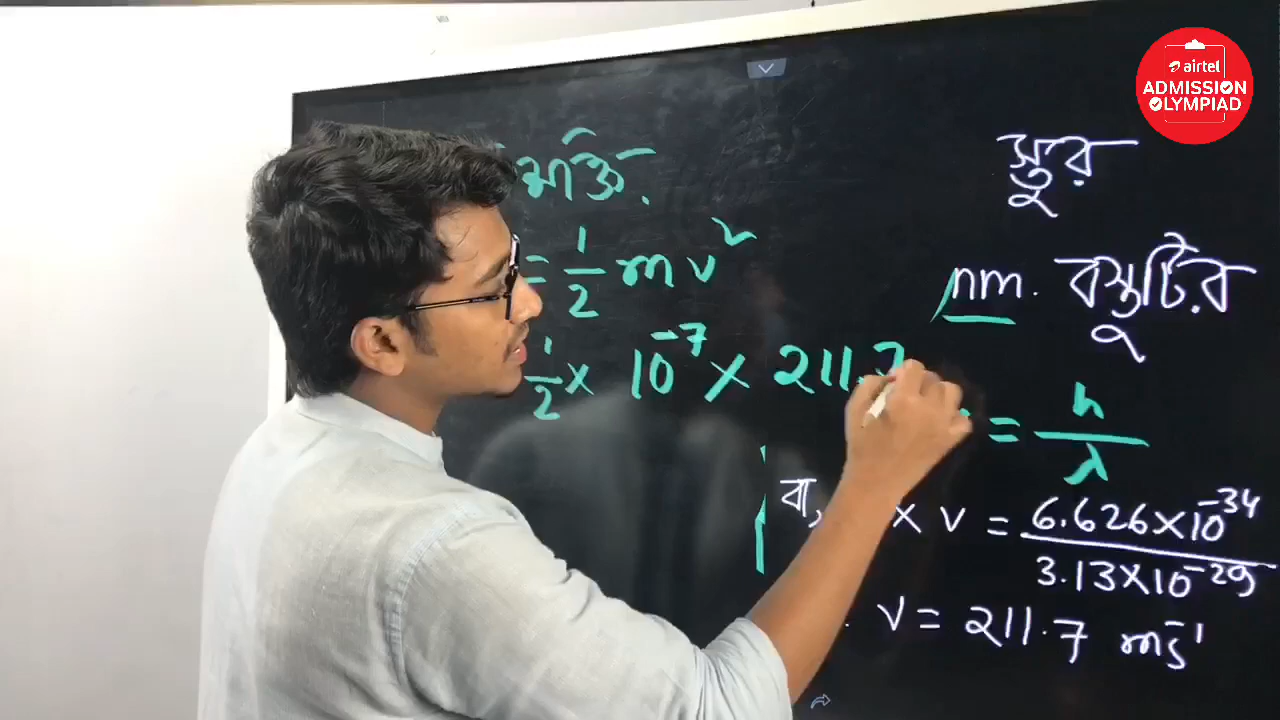 airtel
ADMISSION
OLYMPIAD
স্তুর
= 1/2 mv²
nm. বস্তুটির
1/2 × 10⁻⁷ × 211.7
= h/λ
বা, × v = 6.626×10⁻³⁴/3.13×10⁻²⁹
v = 211.7 ms⁻¹